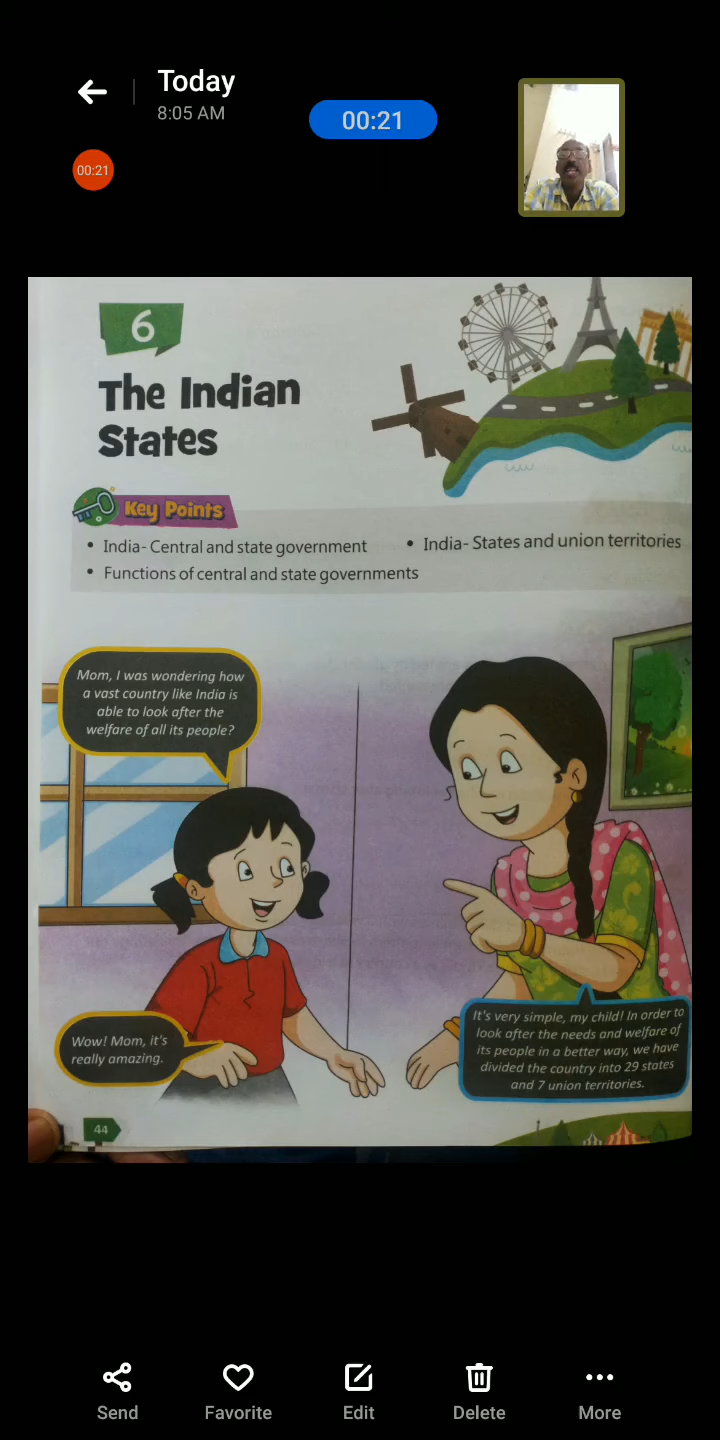 Today
8:05 AM
00:21
00:21
6
The Indian
States
Key Points
• India- Central and state government
• India- States and union territories
• Functions of central and state governments
Mom, I was wondering how
a vast country like India is
able to look after the
welfare of all its people?
It's very simple, my child! In order to
look after the needs and welfare of
its people in a better way, we have
divided the country into 29 states
and 7 union territories.
Wow! Mom, it's
really amazing.
44
Send
Favorite
Edit
Delete
More